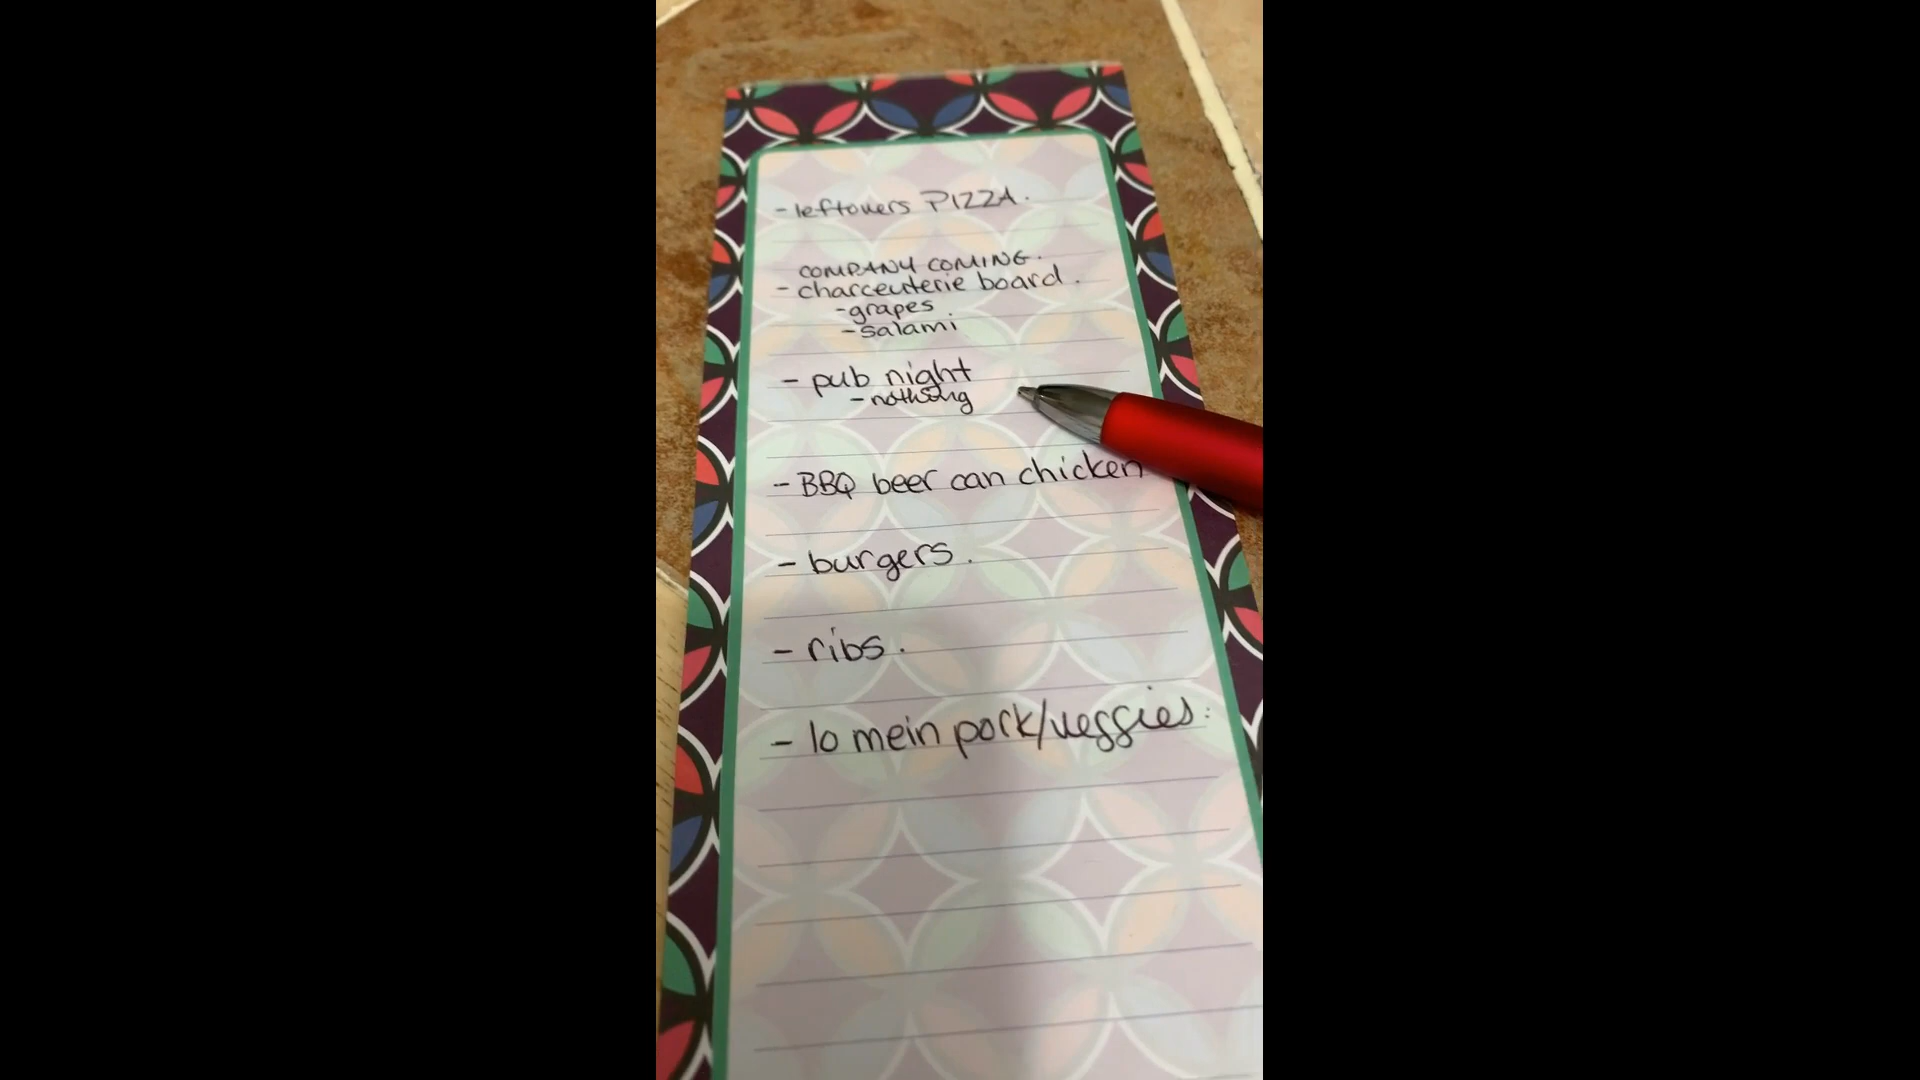 - leftovers PIZZA.
COMPANY COMING.
- charceuterie board.
- grapes.
- salami
- pub night
- nothing
- BBQ beer can chicken
- burgers.
- ribs.
- lo mein pork/veggies.